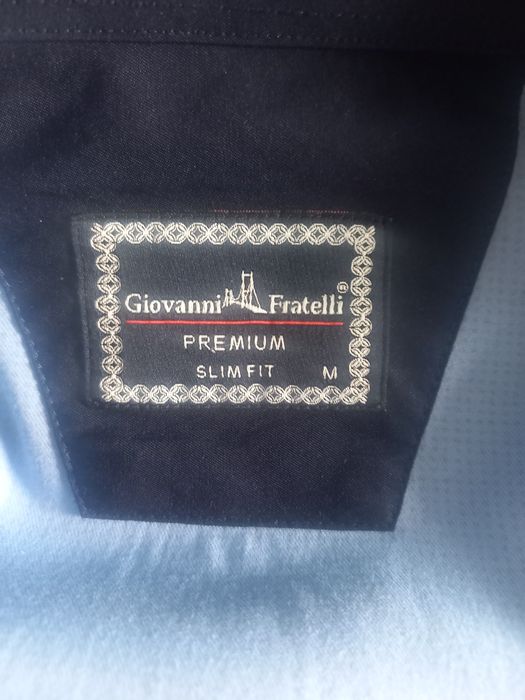 Giovanni Fratelli ®
PREMIUM
SLIM FIT M